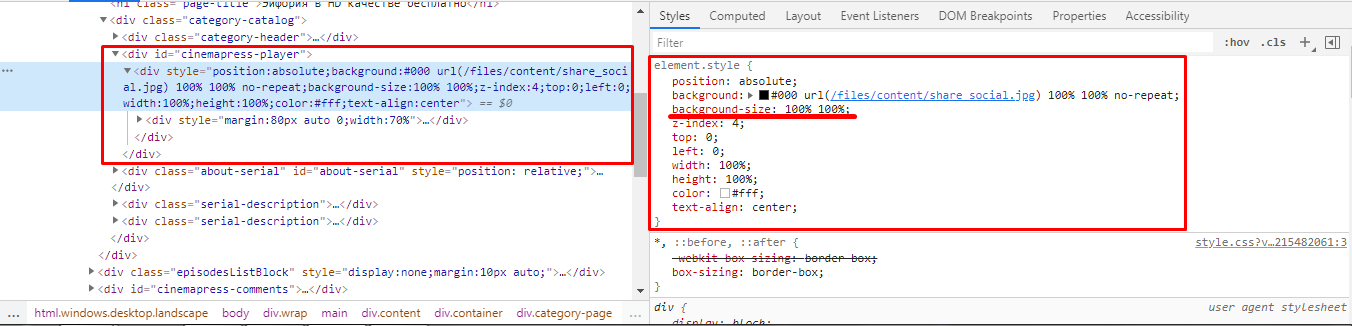 <h1 class="page-title">Эйфория в HD качестве бесплатно</h1>
<div class="category-catalog">
<div class="category-header">…</div>
<div id="cinemapress-player">
<div style="position:absolute;background:#000 url(/files/content/share_soci
al.jpg) 100% 100% no-repeat;background-size:100% 100%;z-index:4;top:0;left:0;
width:100%;height:100%;color:#fff;text-align:center"> == $0
<div style="margin:80px auto 0;width:70%">…</div>
</div>
</div>
<div class="about-serial" id="about-serial" style="position: relative;">…
</div>
<div class="serial-description">…</div>
<div class="serial-description">…</div>
</div>
</div>
<div class="episodesListBlock" style="display:none;margin:10px auto;">…</div>
<div id="cinemapress-comments">…</div>
… html.windows.desktop.landscape body div.wrap main div.content div.container div.category-page …
Styles Computed Layout Event Listeners DOM Breakpoints Properties Accessibility
Filter :hov .cls +
element.style {
position: absolute;
background: #000 url(/files/content/share_social.jpg) 100% 100% no-repeat;
background-size: 100% 100%;
z-index: 4;
top: 0;
left: 0;
width: 100%;
height: 100%;
color: #fff;
text-align: center;
}
*, ::before, ::after { style.css?v…215482061:3
-webkit-box-sizing: border-box;
box-sizing: border-box;
}
div { user agent stylesheet
display: block;